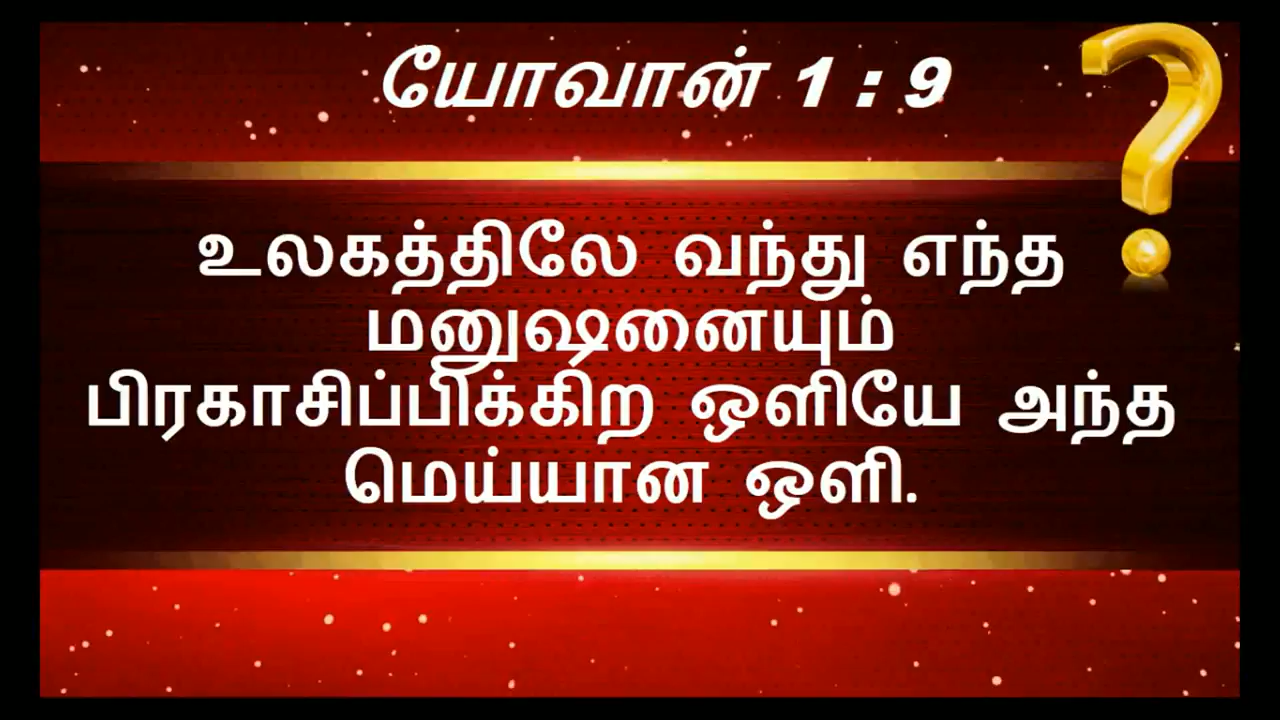 யோவான் 1 : 9
உலகத்திலே வந்து எந்த
மனுஷனையும்
பிரகாசிப்பிக்கிற ஒளியே அந்த
மெய்யான ஒளி.